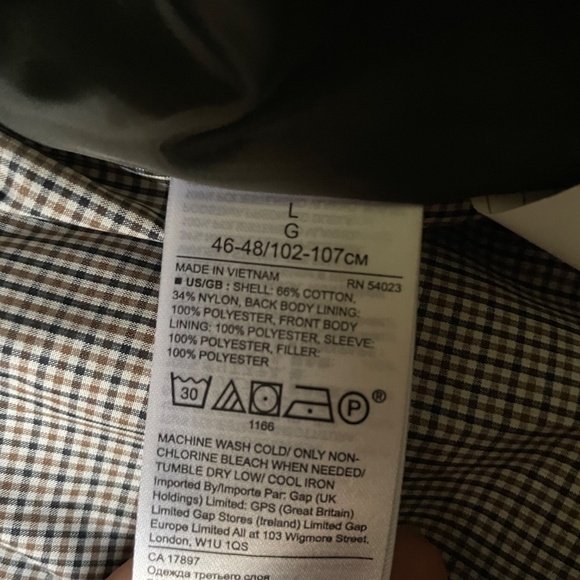 L
G
46-48/102-107CM
MADE IN VIETNAM RN 54023
■ US/GB: SHELL: 66% COTTON,
34% NYLON, BACK BODY LINING:
100% POLYESTER, FRONT BODY
LINING: 100% POLYESTER, SLEEVE:
100% POLYESTER, FILLER:
100% POLYESTER
30 P®
1166
MACHINE WASH COLD/ ONLY NON-
CHLORINE BLEACH WHEN NEEDED/
TUMBLE DRY LOW/ COOL IRON
Imported By/Importe Par: Gap (UK
Holdings) Limited: GPS (Great Britain)
Limited Gap Stores (Ireland) Limited Gap
Europe Limited All at 103 Wigmore Street,
London, W1U 1QS
CA 17897
Одежда третьего слоя